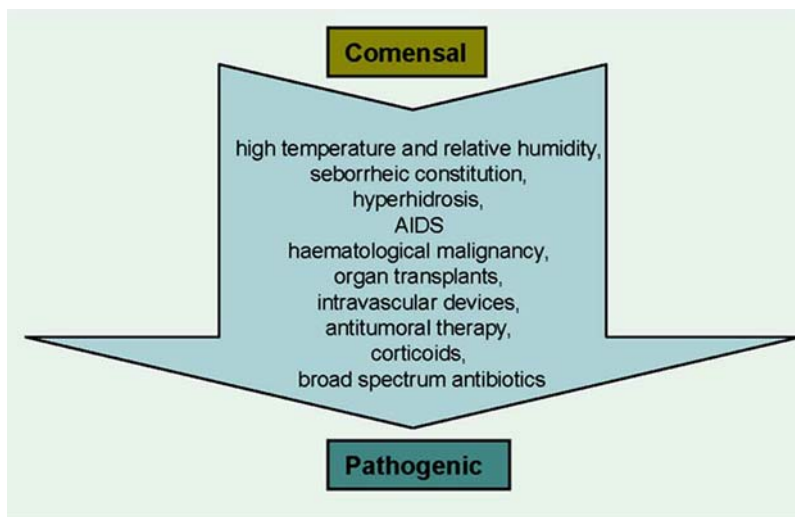 Comensal
high temperature and relative humidity,
seborrheic constitution,
hyperhidrosis,
AIDS
haematological malignancy,
organ transplants,
intravascular devices,
antitumoral therapy,
corticoids,
broad spectrum antibiotics
Pathogenic